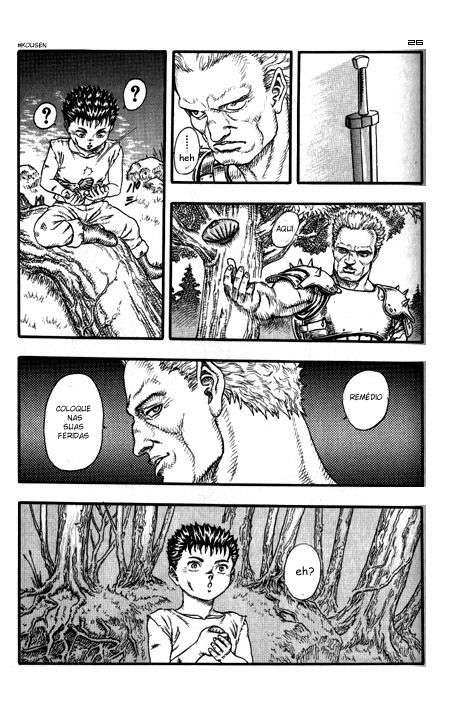 #KOUSEN
26
?
?
......
heh
AQUI
COLOQUE
NAS
SUAS
FERIDAS
REMÉDIO
eh?